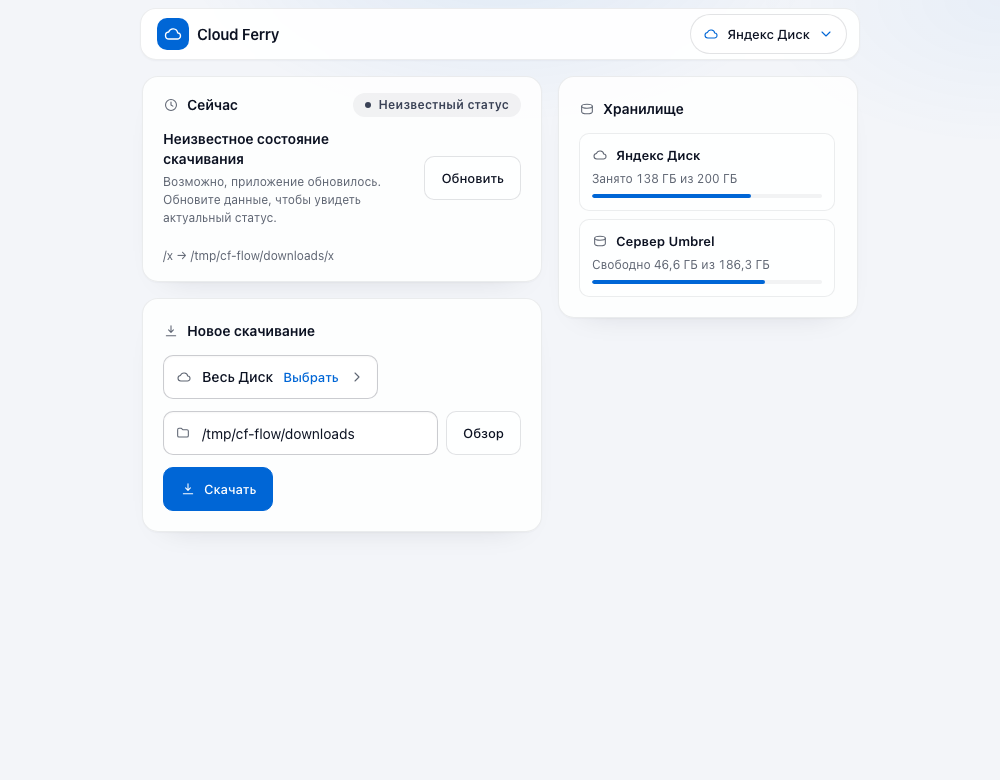 Cloud Ferry
Яндекс Диск
Сейчас
Неизвестный статус
Неизвестное состояние
скачивания
Возможно, приложение обновилось.
Обновите данные, чтобы увидеть
актуальный статус.
Обновить
/x → /tmp/cf-flow/downloads/x
Новое скачивание
Весь Диск Выбрать
/tmp/cf-flow/downloads
Обзор
Скачать
Хранилище
Яндекс Диск
Занято 138 ГБ из 200 ГБ
Сервер Umbrel
Свободно 46,6 ГБ из 186,3 ГБ